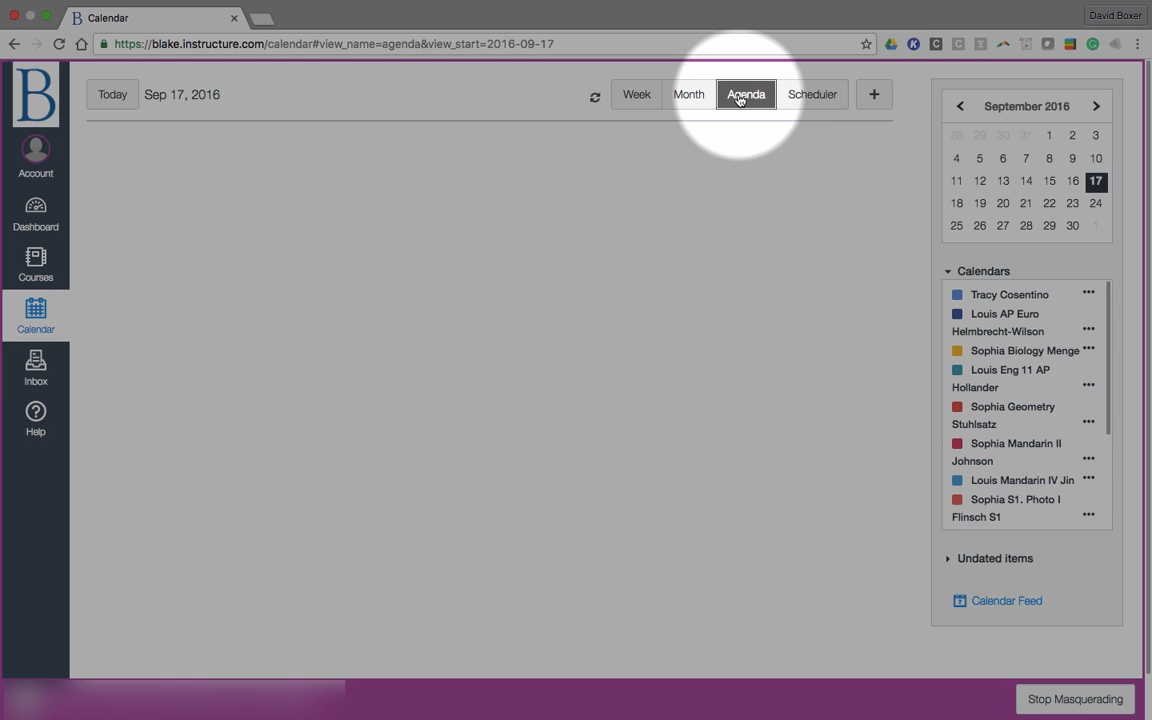 Calendar
David Boxer
https://blake.instructure.com/calendar#view_name=agenda&view_start=2016-09-17
B
Today Sep 17, 2016
Week Month Agenda Scheduler +
Account
Dashboard
Courses
Calendar
Inbox
Help
September 2016
28 29 30 31 1 2 3
4 5 6 7 8 9 10
11 12 13 14 15 16 17
18 19 20 21 22 23 24
25 26 27 28 29 30 1
Calendars
Tracy Cosentino
Louis AP Euro
Helmbrecht-Wilson
Sophia Biology Menge
Louis Eng 11 AP
Hollander
Sophia Geometry
Stuhlsatz
Sophia Mandarin II
Johnson
Louis Mandarin IV Jin
Sophia S1. Photo I
Flinsch S1
Undated items
Calendar Feed
Stop Masquerading